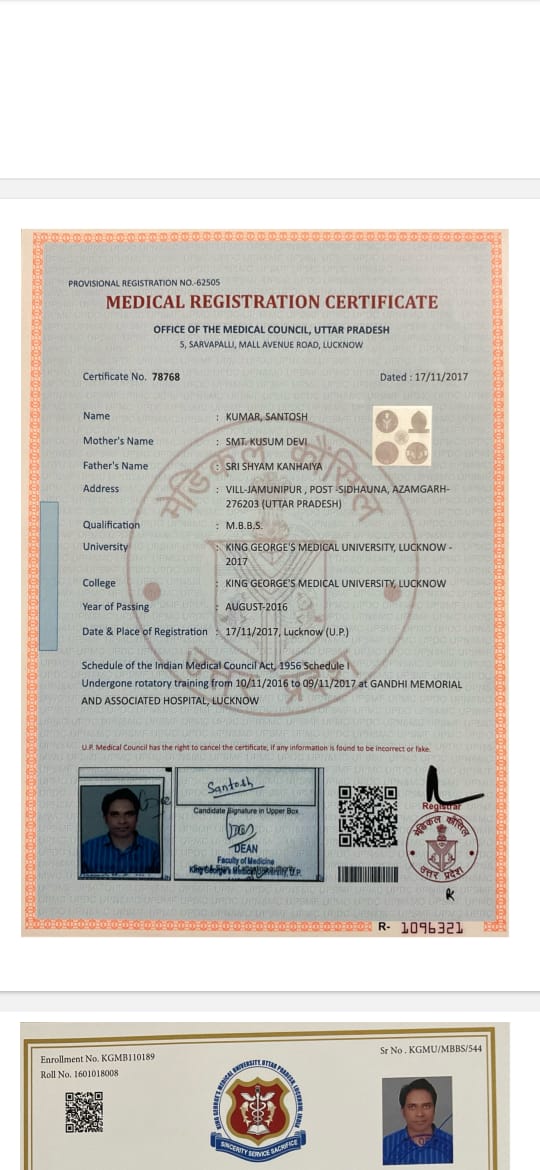 PROVISIONAL REGISTRATION NO.-62505
MEDICAL REGISTRATION CERTIFICATE
OFFICE OF THE MEDICAL COUNCIL, UTTAR PRADESH
5, SARVAPALLI, MALL AVENUE ROAD, LUCKNOW
Certificate No. 78768 Dated : 17/11/2017
Name : KUMAR, SANTOSH
Mother's Name : SMT. KUSUM DEVI
Father's Name : SRI SHYAM KANHAIYA
Address : VILL-JAMUNIPUR , POST -SIDHAUNA, AZAMGARH-
276203 (UTTAR PRADESH)
Qualification : M.B.B.S.
University : KING GEORGE'S MEDICAL UNIVERSITY, LUCKNOW -
2017
College : KING GEORGE'S MEDICAL UNIVERSITY, LUCKNOW
Year of Passing : AUGUST-2016
Date & Place of Registration : 17/11/2017, Lucknow (U.P.)
Schedule of the Indian Medical Council Act, 1956 Schedule I
Undergone rotatory training from 10/11/2016 to 09/11/2017 at GANDHI MEMORIAL
AND ASSOCIATED HOSPITAL, LUCKNOW
मेडिकल कौंसिल
उत्तर प्रदेश
U.P. Medical Council has the right to cancel the certificate, if any information is found to be incorrect or fake.
Santosh
Candidate Signature in Upper Box
DEAN
Faculty of Medicine
King George's Medical University, U.P.
Registrar
मेडिकल कौंसिल
उत्तर प्रदेश
R- 1096321
Enrollment No. KGMB110189
Sr No . KGMU/MBBS/544
Roll No. 1601018008
KING GEORGE'S MEDICAL UNIVERSITY, UTTAR PRADESH, LUCKNOW, INDIA
SINCERITY SERVICE SACRIFICE